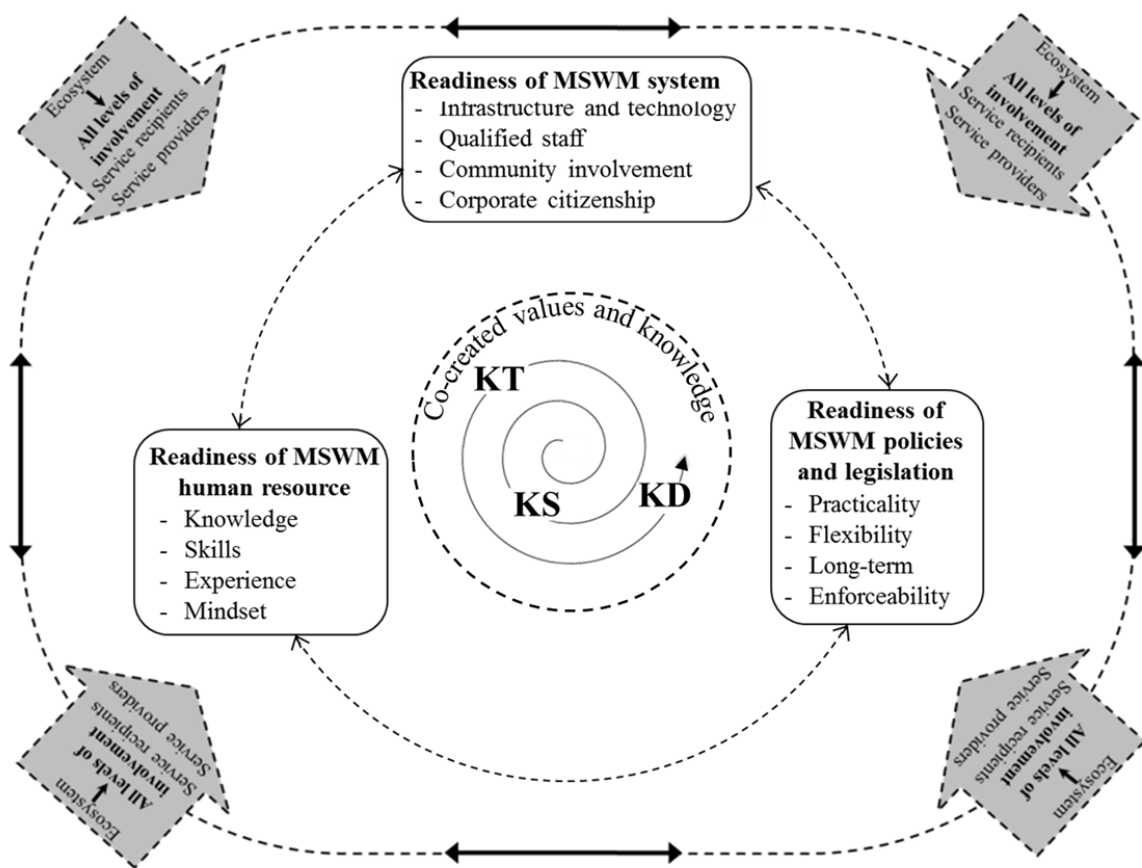 Ecosystem
All levels of
involvement
Service recipients
Service providers
Ecosystem
All levels of
involvement
Service recipients
Service providers
Readiness of MSWM system
- Infrastructure and technology
- Qualified staff
- Community involvement
- Corporate citizenship
Co-created values and knowledge
KT
KS
KD
Readiness of MSWM
human resource
- Knowledge
- Skills
- Experience
- Mindset
Readiness of
MSWM policies
and legislation
- Practicality
- Flexibility
- Long-term
- Enforceability
Ecosystem
All levels of
involvement
Service recipients
Service providers
Ecosystem
All levels of
involvement
Service recipients
Service providers